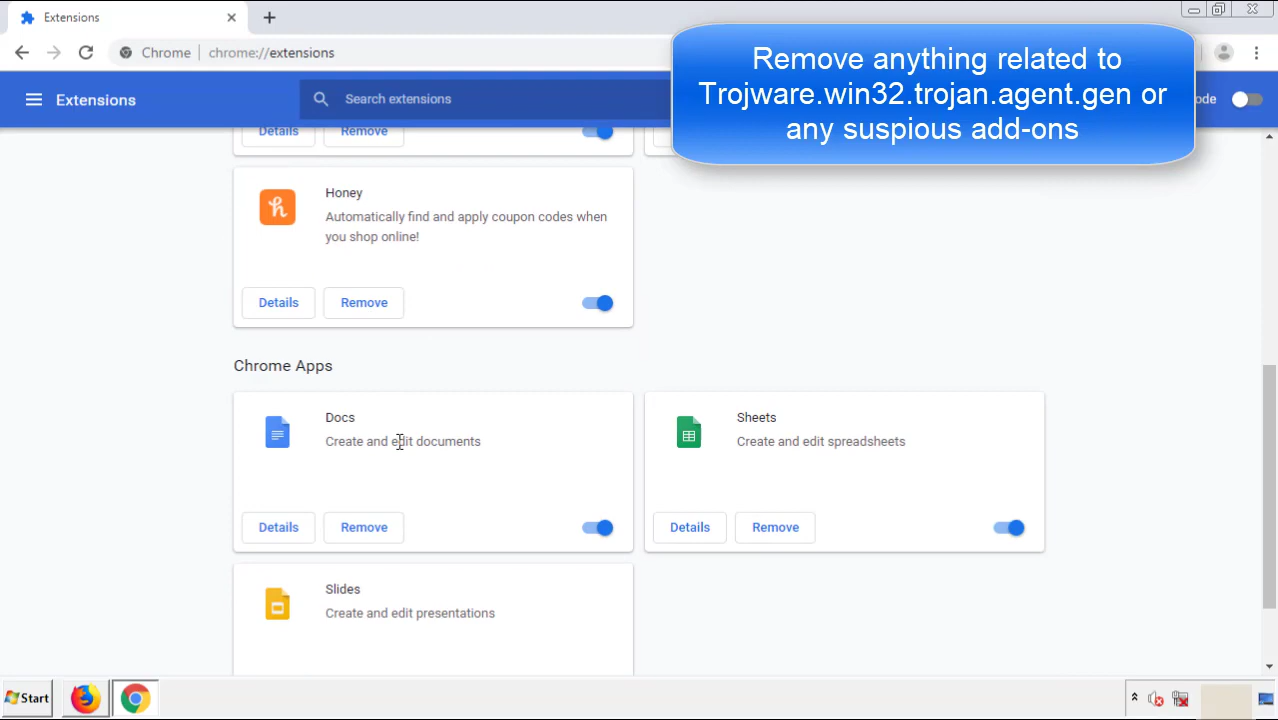 Extensions
Chrome chrome://extensions
Extensions
Search extensions
ode
Remove anything related to
Trojware.win32.trojan.agent.gen or
any suspious add-ons
Details Remove
Honey
Automatically find and apply coupon codes when
you shop online!
Details Remove
Chrome Apps
Docs
Create and edit documents
Details Remove
Sheets
Create and edit spreadsheets
Details Remove
Slides
Create and edit presentations
Start